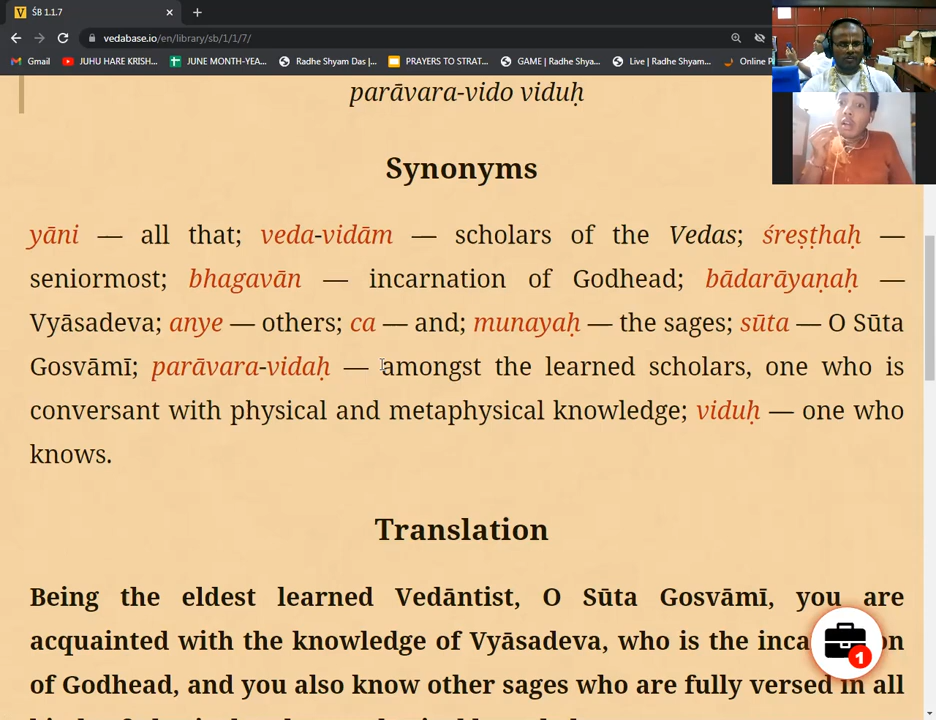 ŚB 1.1.7
vedabase.io/en/library/sb/1/1/7/
Gmail JUHU HARE KRISH... JUNE MONTH-YEA... Radhe Shyam Das |... PRAYERS TO STRAT... GAME | Radhe Shya... Live | Radhe Shyam... Online P
parāvara-vido viduḥ
Synonyms
yāni — all that; veda-vidām — scholars of the Vedas; śreṣṭhaḥ —
seniormost; bhagavān — incarnation of Godhead; bādarāyaṇaḥ —
Vyāsadeva; anye — others; ca — and; munayaḥ — the sages; sūta — O Sūta
Gosvāmī; parāvara-vidaḥ — amongst the learned scholars, one who is
conversant with physical and metaphysical knowledge; viduḥ — one who
knows.
Translation
Being the eldest learned Vedāntist, O Sūta Gosvāmī, you are
acquainted with the knowledge of Vyāsadeva, who is the inca on
of Godhead, and you also know other sages who are fully versed in all
1